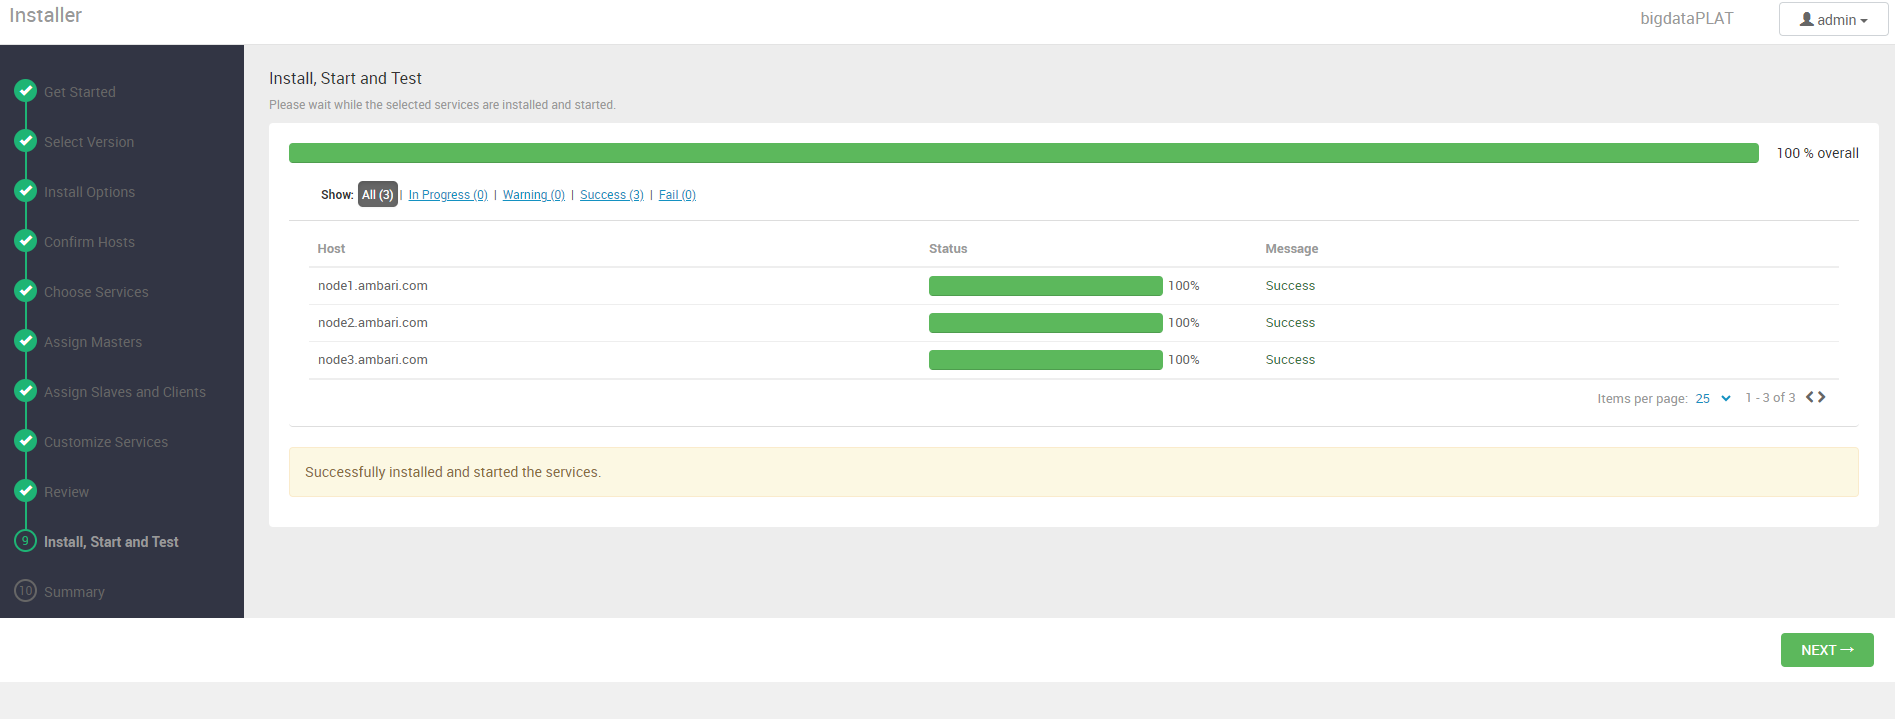 Installer
bigdataPLAT
admin
Get Started
Select Version
Install Options
Confirm Hosts
Choose Services
Assign Masters
Assign Slaves and Clients
Customize Services
Review
9 Install, Start and Test
10 Summary
Install, Start and Test
Please wait while the selected services are installed and started.
100 % overall
Show: All (3) | In Progress (0) | Warning (0) | Success (3) | Fail (0)
Host Status Message
node1.ambari.com 100% Success
node2.ambari.com 100% Success
node3.ambari.com 100% Success
Items per page: 25 1 - 3 of 3
Successfully installed and started the services.
NEXT→